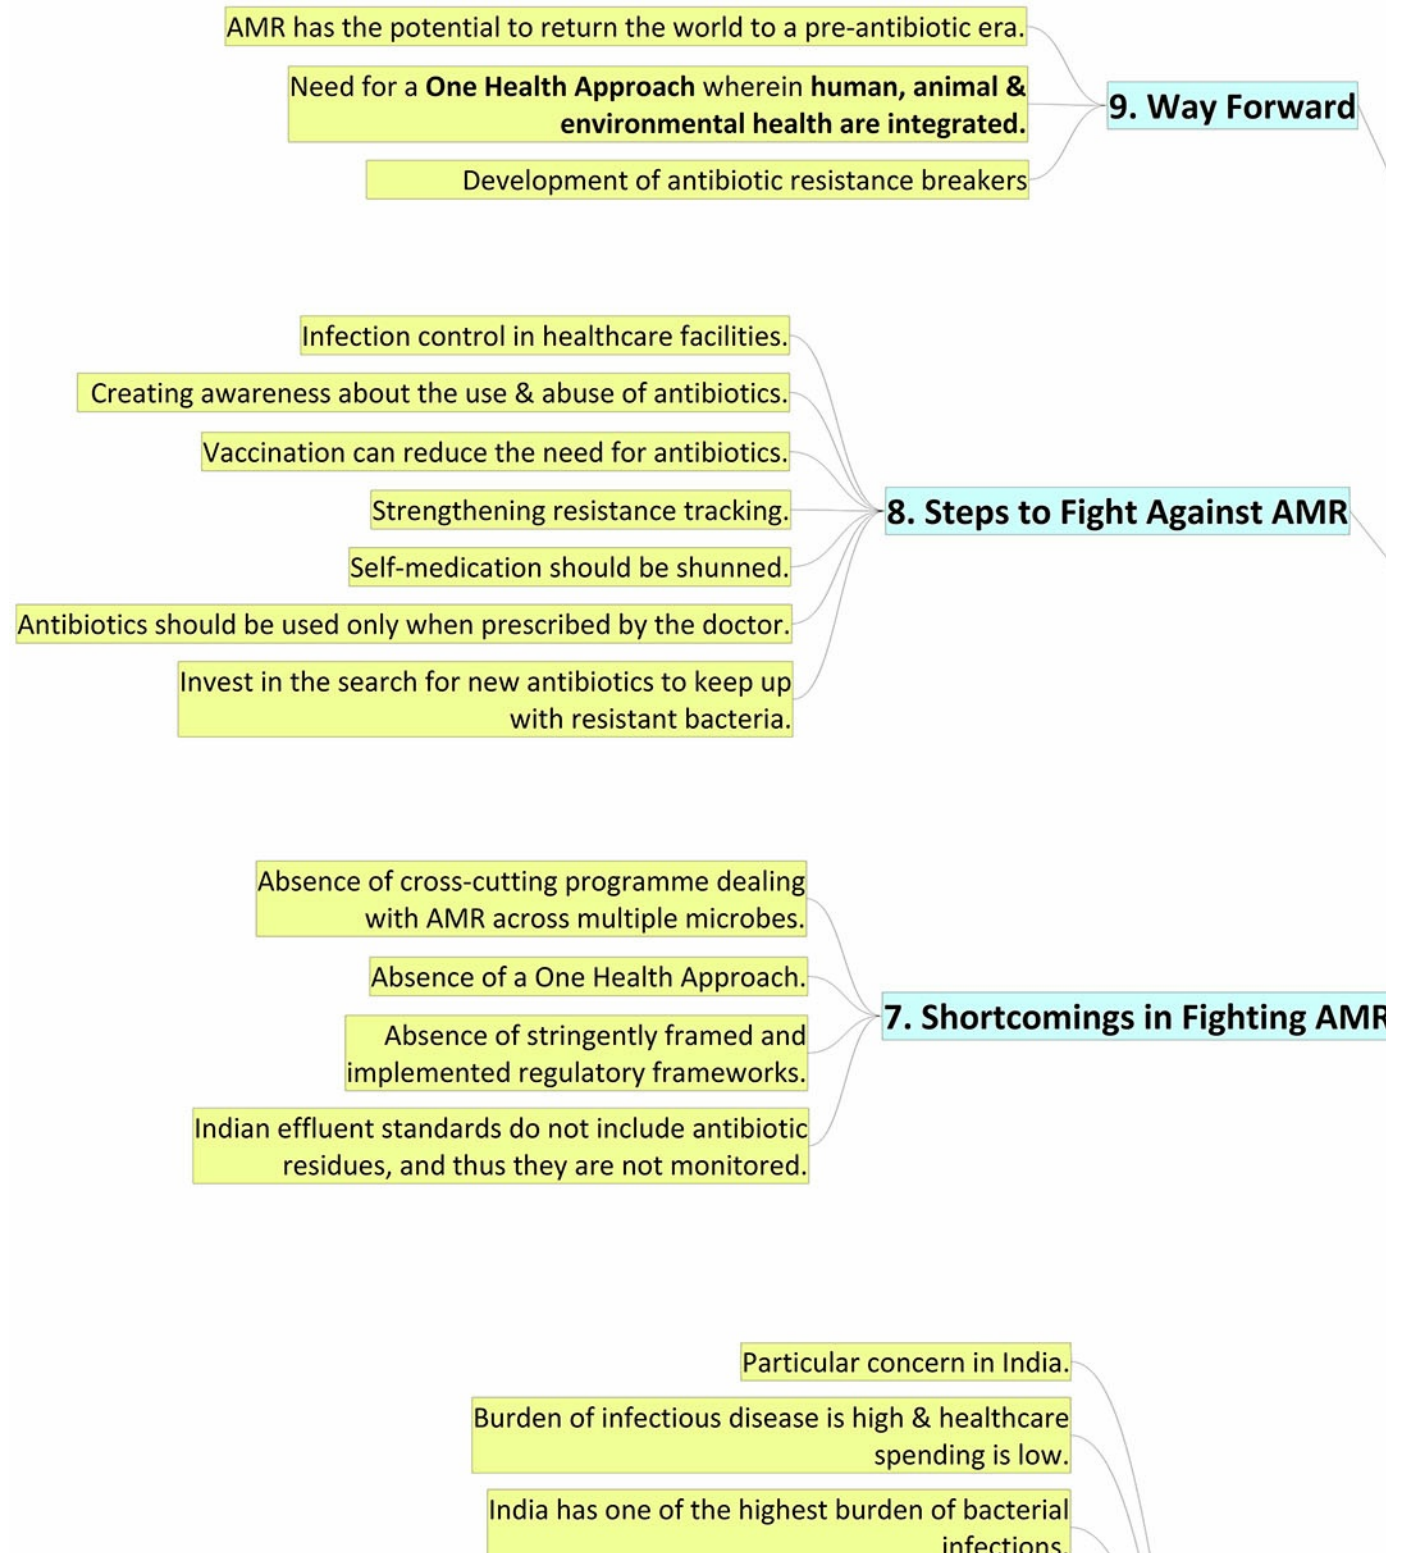 AMR has the potential to return the world to a pre-antibiotic era.
Need for a One Health Approach wherein human, animal &
environmental health are integrated.
Development of antibiotic resistance breakers
9. Way Forward
Infection control in healthcare facilities.
Creating awareness about the use & abuse of antibiotics.
Vaccination can reduce the need for antibiotics.
Strengthening resistance tracking.
Self-medication should be shunned.
Antibiotics should be used only when prescribed by the doctor.
Invest in the search for new antibiotics to keep up
with resistant bacteria.
8. Steps to Fight Against AMR
Absence of cross-cutting programme dealing
with AMR across multiple microbes.
Absence of a One Health Approach.
Absence of stringently framed and
implemented regulatory frameworks.
Indian effluent standards do not include antibiotic
residues, and thus they are not monitored.
7. Shortcomings in Fighting AMR
Particular concern in India.
Burden of infectious disease is high & healthcare
spending is low.
India has one of the highest burden of bacterial
infections.